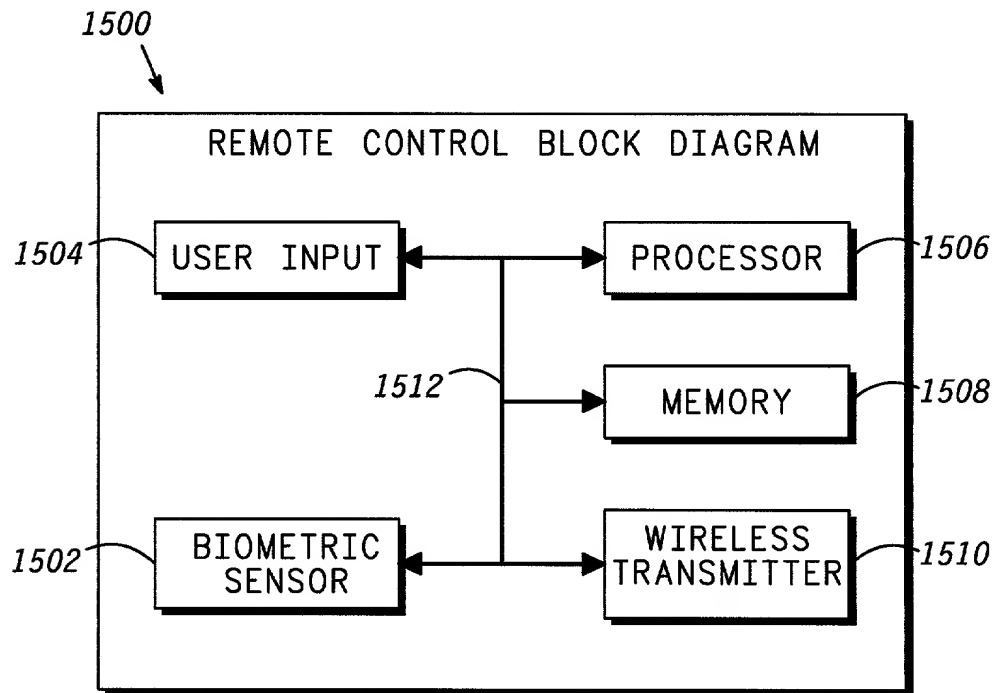 1500
REMOTE CONTROL BLOCK DIAGRAM
1504
USER INPUT
PROCESSOR
1506
1512
MEMORY
1508
1502
BIOMETRIC
SENSOR
WIRELESS
TRANSMITTER
1510